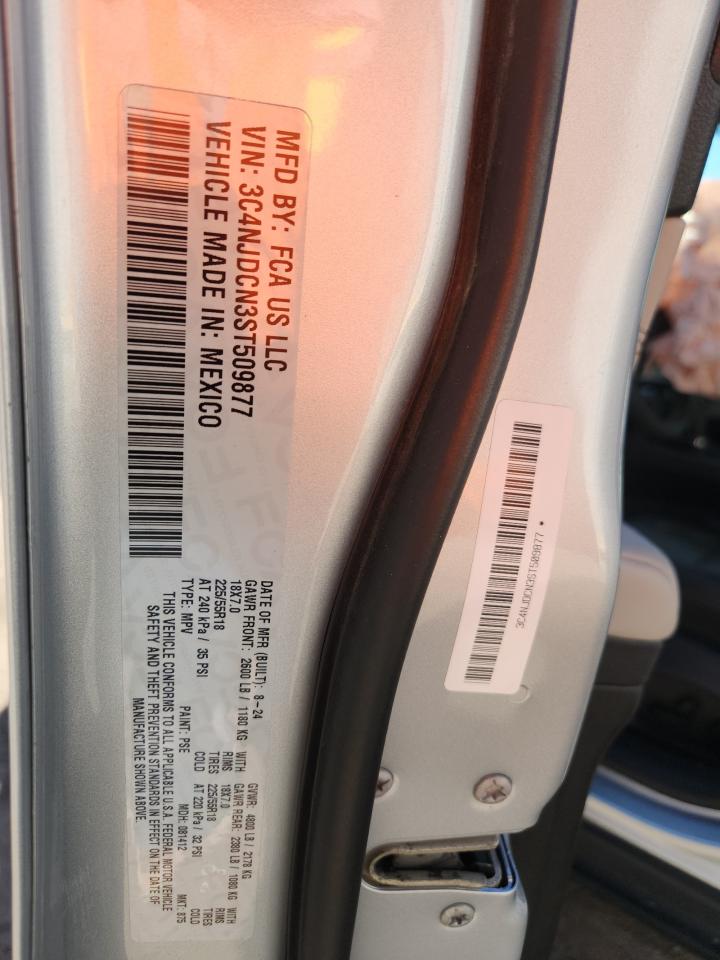 MFD BY: FCA US LLC
VIN: 3C4NJDCN3ST509877
VEHICLE MADE IN: MEXICO
DATE OF MFR (BUILT): 8-24 GVWR: 4800 LB / 2178 KG
GAWR FRONT: 2600 LB / 1180 KG WITH GAWR REAR: 2380 LB / 1080 KG WITH
18X7.0 RIMS 18X7.0 RIMS
225/55R18 TIRES 225/55R18 TIRES
AT 240 kPa / 35 PSI COLD AT 220 kPa / 32 PSI COLD
TYPE: MPV PAINT: PSE MDH: 081412 MKT: 875
THIS VEHICLE CONFORMS TO ALL APPLICABLE U.S.A. FEDERAL MOTOR VEHICLE
SAFETY AND THEFT PREVENTION STANDARDS IN EFFECT ON THE DATE OF
MANUFACTURE SHOWN ABOVE.
* 3C4NJDCN3ST509877